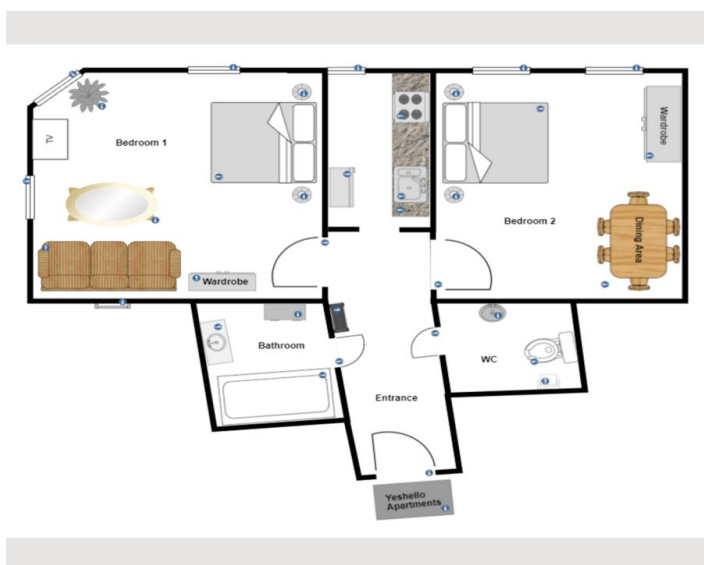 Bedroom 1
TV
Wardrobe
Wardrobe
Bedroom 2
Dining Area
Bathroom
WC
Entrance
Yeshello
Apartments